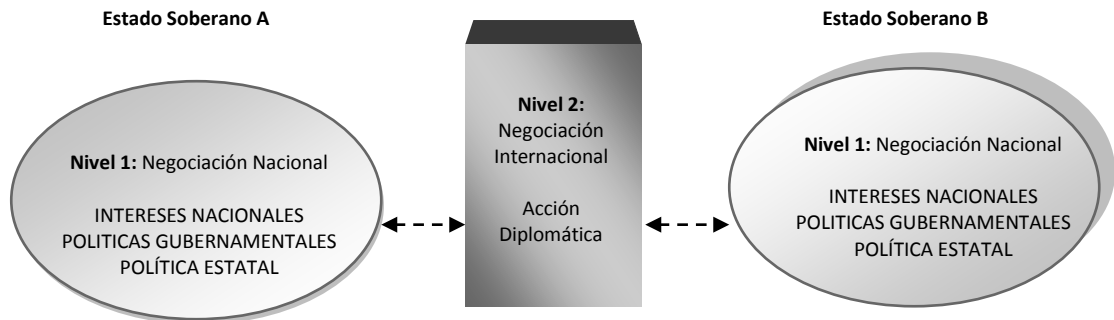 Estado Soberano A
Nivel 1: Negociación Nacional
INTERESES NACIONALES
POLITICAS GUBERNAMENTALES
POLÍTICA ESTATAL
Nivel 2:
Negociación
Internacional
Acción
Diplomática
Estado Soberano B
Nivel 1: Negociación Nacional
INTERESES NACIONALES
POLITICAS GUBERNAMENTALES
POLÍTICA ESTATAL